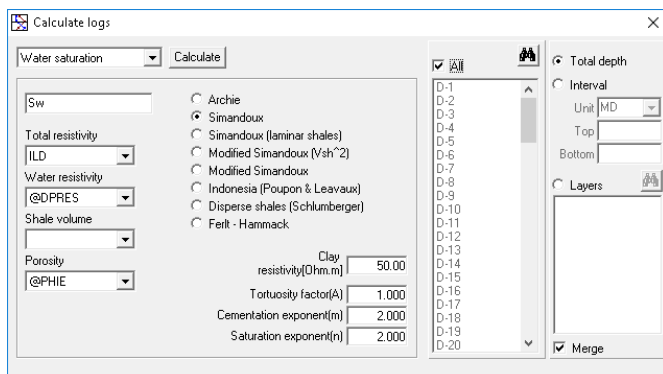 Calculate logs
Water saturation
Calculate
Sw
Total resistivity
ILD
Water resistivity
@DPRES
Shale volume
Porosity
@PHIE
Archie
Simandoux
Simandoux (laminar shales)
Modified Simandoux (Vsh^2)
Modified Simandoux
Indonesia (Poupon & Leavaux)
Disperse shales (Schlumberger)
Ferlt - Hammack
Clay
resistivity[Ohm.m] 50.00
Tortuosity factor(A) 1.000
Cementation exponent(m) 2.000
Saturation exponent(n) 2.000
All
D-1
D-2
D-3
D-4
D-5
D-6
D-7
D-8
D-9
D-10
D-11
D-12
D-13
D-14
D-15
D-16
D-17
D-18
D-19
D-20
Total depth
Interval
Unit MD
Top
Bottom
Layers
Merge